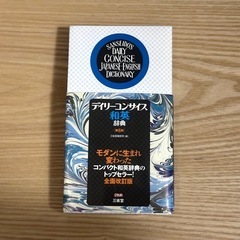 SANSEIDO'S
DAILY
CONCISE
JAPANESE-ENGLISH
DICTIONARY
デイリーコンサイス
和英
辞典
モダンに生まれ
変わった
コンパクト和英辞典の
トップセラー!
全面改訂版
三省堂